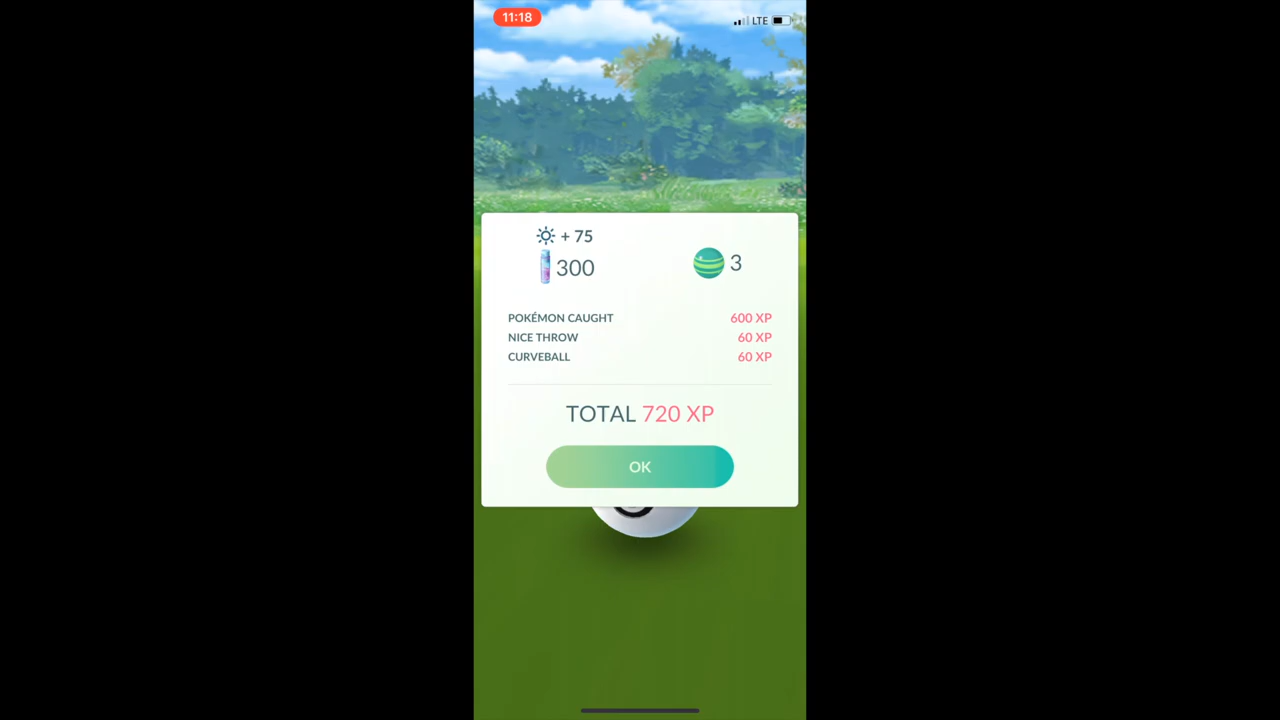 11:18
LTE
+ 75
300
3
POKÉMON CAUGHT 600 XP
NICE THROW 60 XP
CURVEBALL 60 XP
TOTAL 720 XP
OK